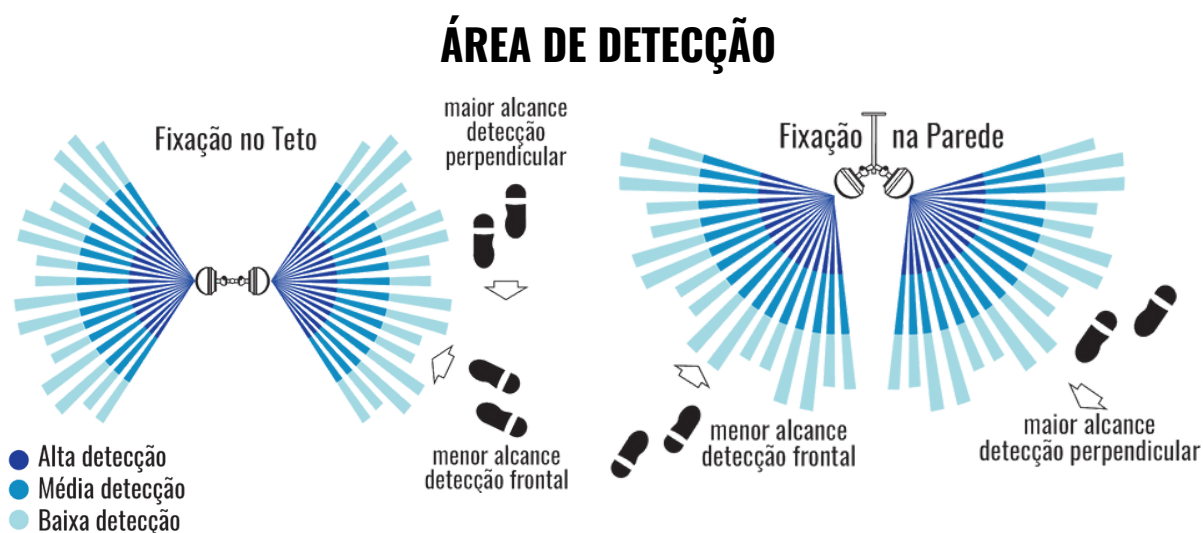 ÁREA DE DETECÇÃO
Fixação no Teto
maior alcance
detecção
perpendicular
menor alcance
detecção frontal
Alta detecção
Média detecção
Baixa detecção
Fixação na Parede
menor alcance
detecção frontal
maior alcance
detecção perpendicular